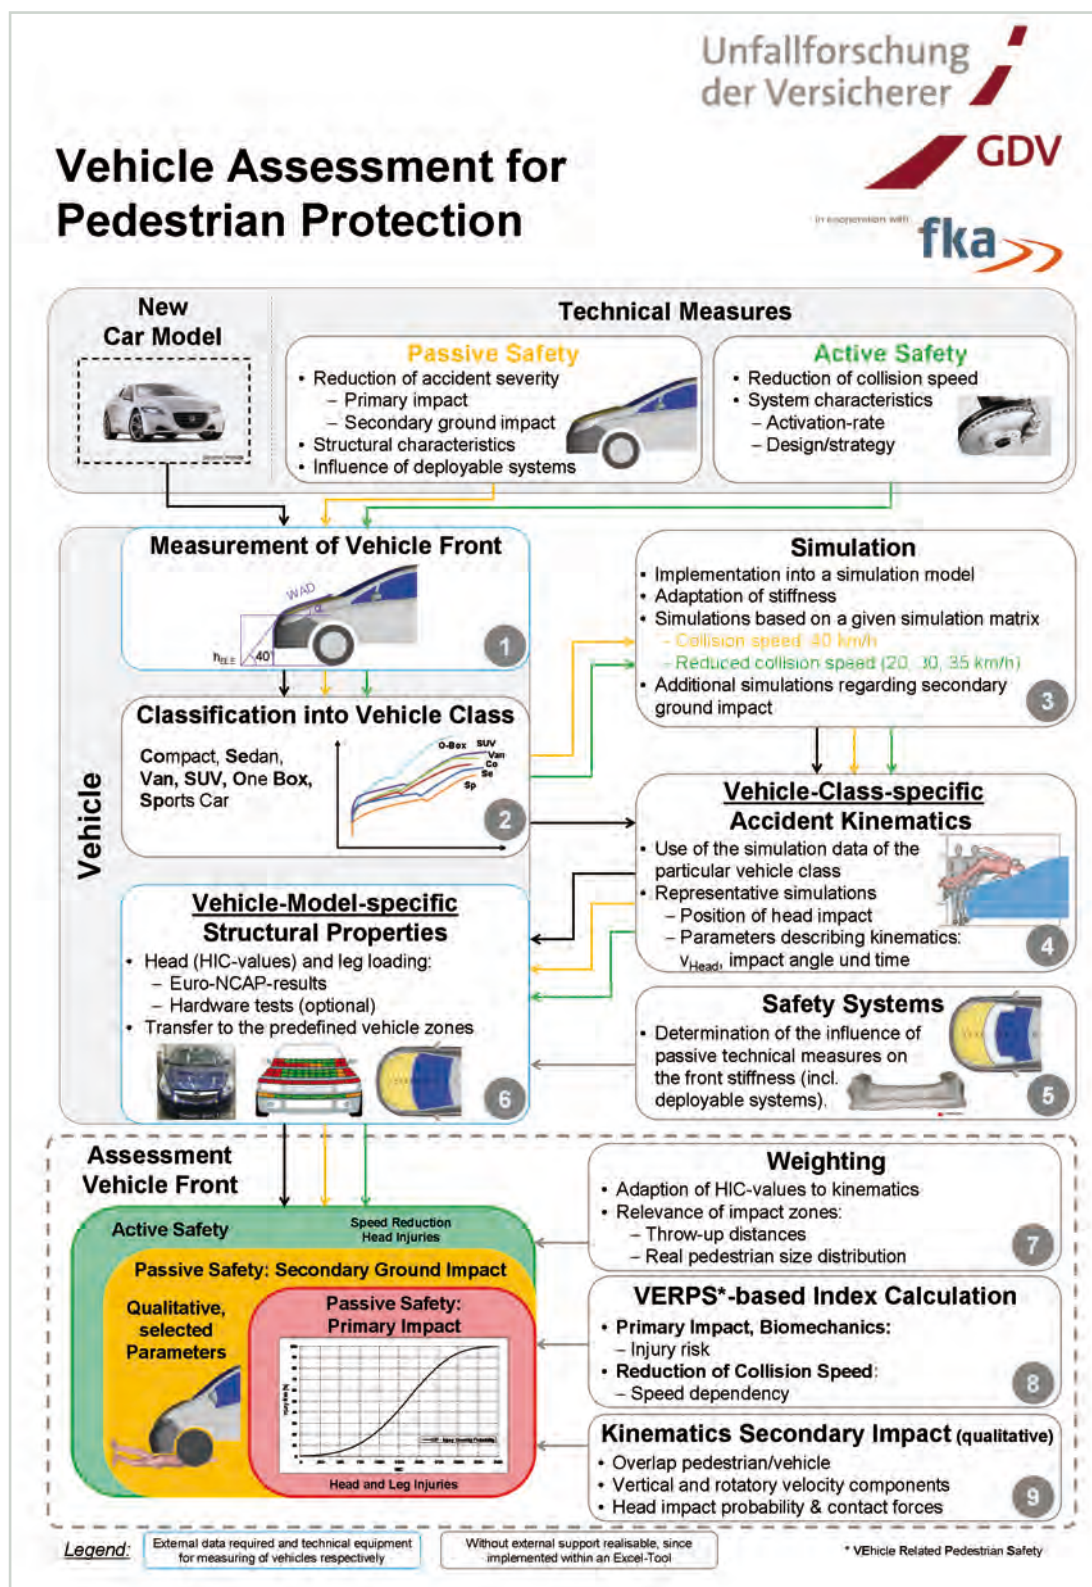 Unfallforschung
der Versicherer
GDV
Vehicle Assessment for
Pedestrian Protection
in cooperation with
fka
New
Car Model
Technical Measures
Passive Safety
• Reduction of accident severity
– Primary impact
– Secondary ground impact
• Structural characteristics
• Influence of deployable systems
Active Safety
• Reduction of collision speed
• System characteristics
– Activation-rate
– Design/strategy
Vehicle
Measurement of Vehicle Front
WAD
α
40°
1
Classification into Vehicle Class
Compact, Sedan,
Van, SUV, One Box,
Sports Car
O-Box SUV
Van
Co
Se
Sp
2
Simulation
• Implementation into a simulation model
• Adaptation of stiffness
• Simulations based on a given simulation matrix
– Collision speed 40 km/h
– Reduced collision speed (20, 30, 35 km/h)
• Additional simulations regarding secondary
ground impact
3
Vehicle-Class-specific
Accident Kinematics
• Use of the simulation data of the
particular vehicle class
• Representative simulations
– Position of head impact
– Parameters describing kinematics:
vHead, impact angle und time
4
Vehicle-Model-specific
Structural Properties
• Head (HIC-values) and leg loading:
– Euro-NCAP-results
– Hardware tests (optional)
• Transfer to the predefined vehicle zones
6
Safety Systems
• Determination of the influence of
passive technical measures on
the front stiffness (incl.
deployable systems).
5
Assessment
Vehicle Front
Active Safety
Speed Reduction
Head Injuries
Passive Safety: Secondary Ground Impact
Qualitative,
selected
Parameters
Passive Safety:
Primary Impact
HIC
Head and Leg Injuries
Weighting
• Adaption of HIC-values to kinematics
• Relevance of impact zones:
– Throw-up distances
– Real pedestrian size distribution
7
VERPS*-based Index Calculation
• Primary Impact, Biomechanics:
– Injury risk
• Reduction of Collision Speed:
– Speed dependency
8
Kinematics Secondary Impact (qualitative)
• Overlap pedestrian/vehicle
• Vertical and rotatory velocity components
• Head impact probability & contact forces
9
Legend:
External data required and technical equipment
for measuring of vehicles respectively
Without external support realisable, since
implemented within an Excel-Tool
* VEhicle Related Pedestrian Safety